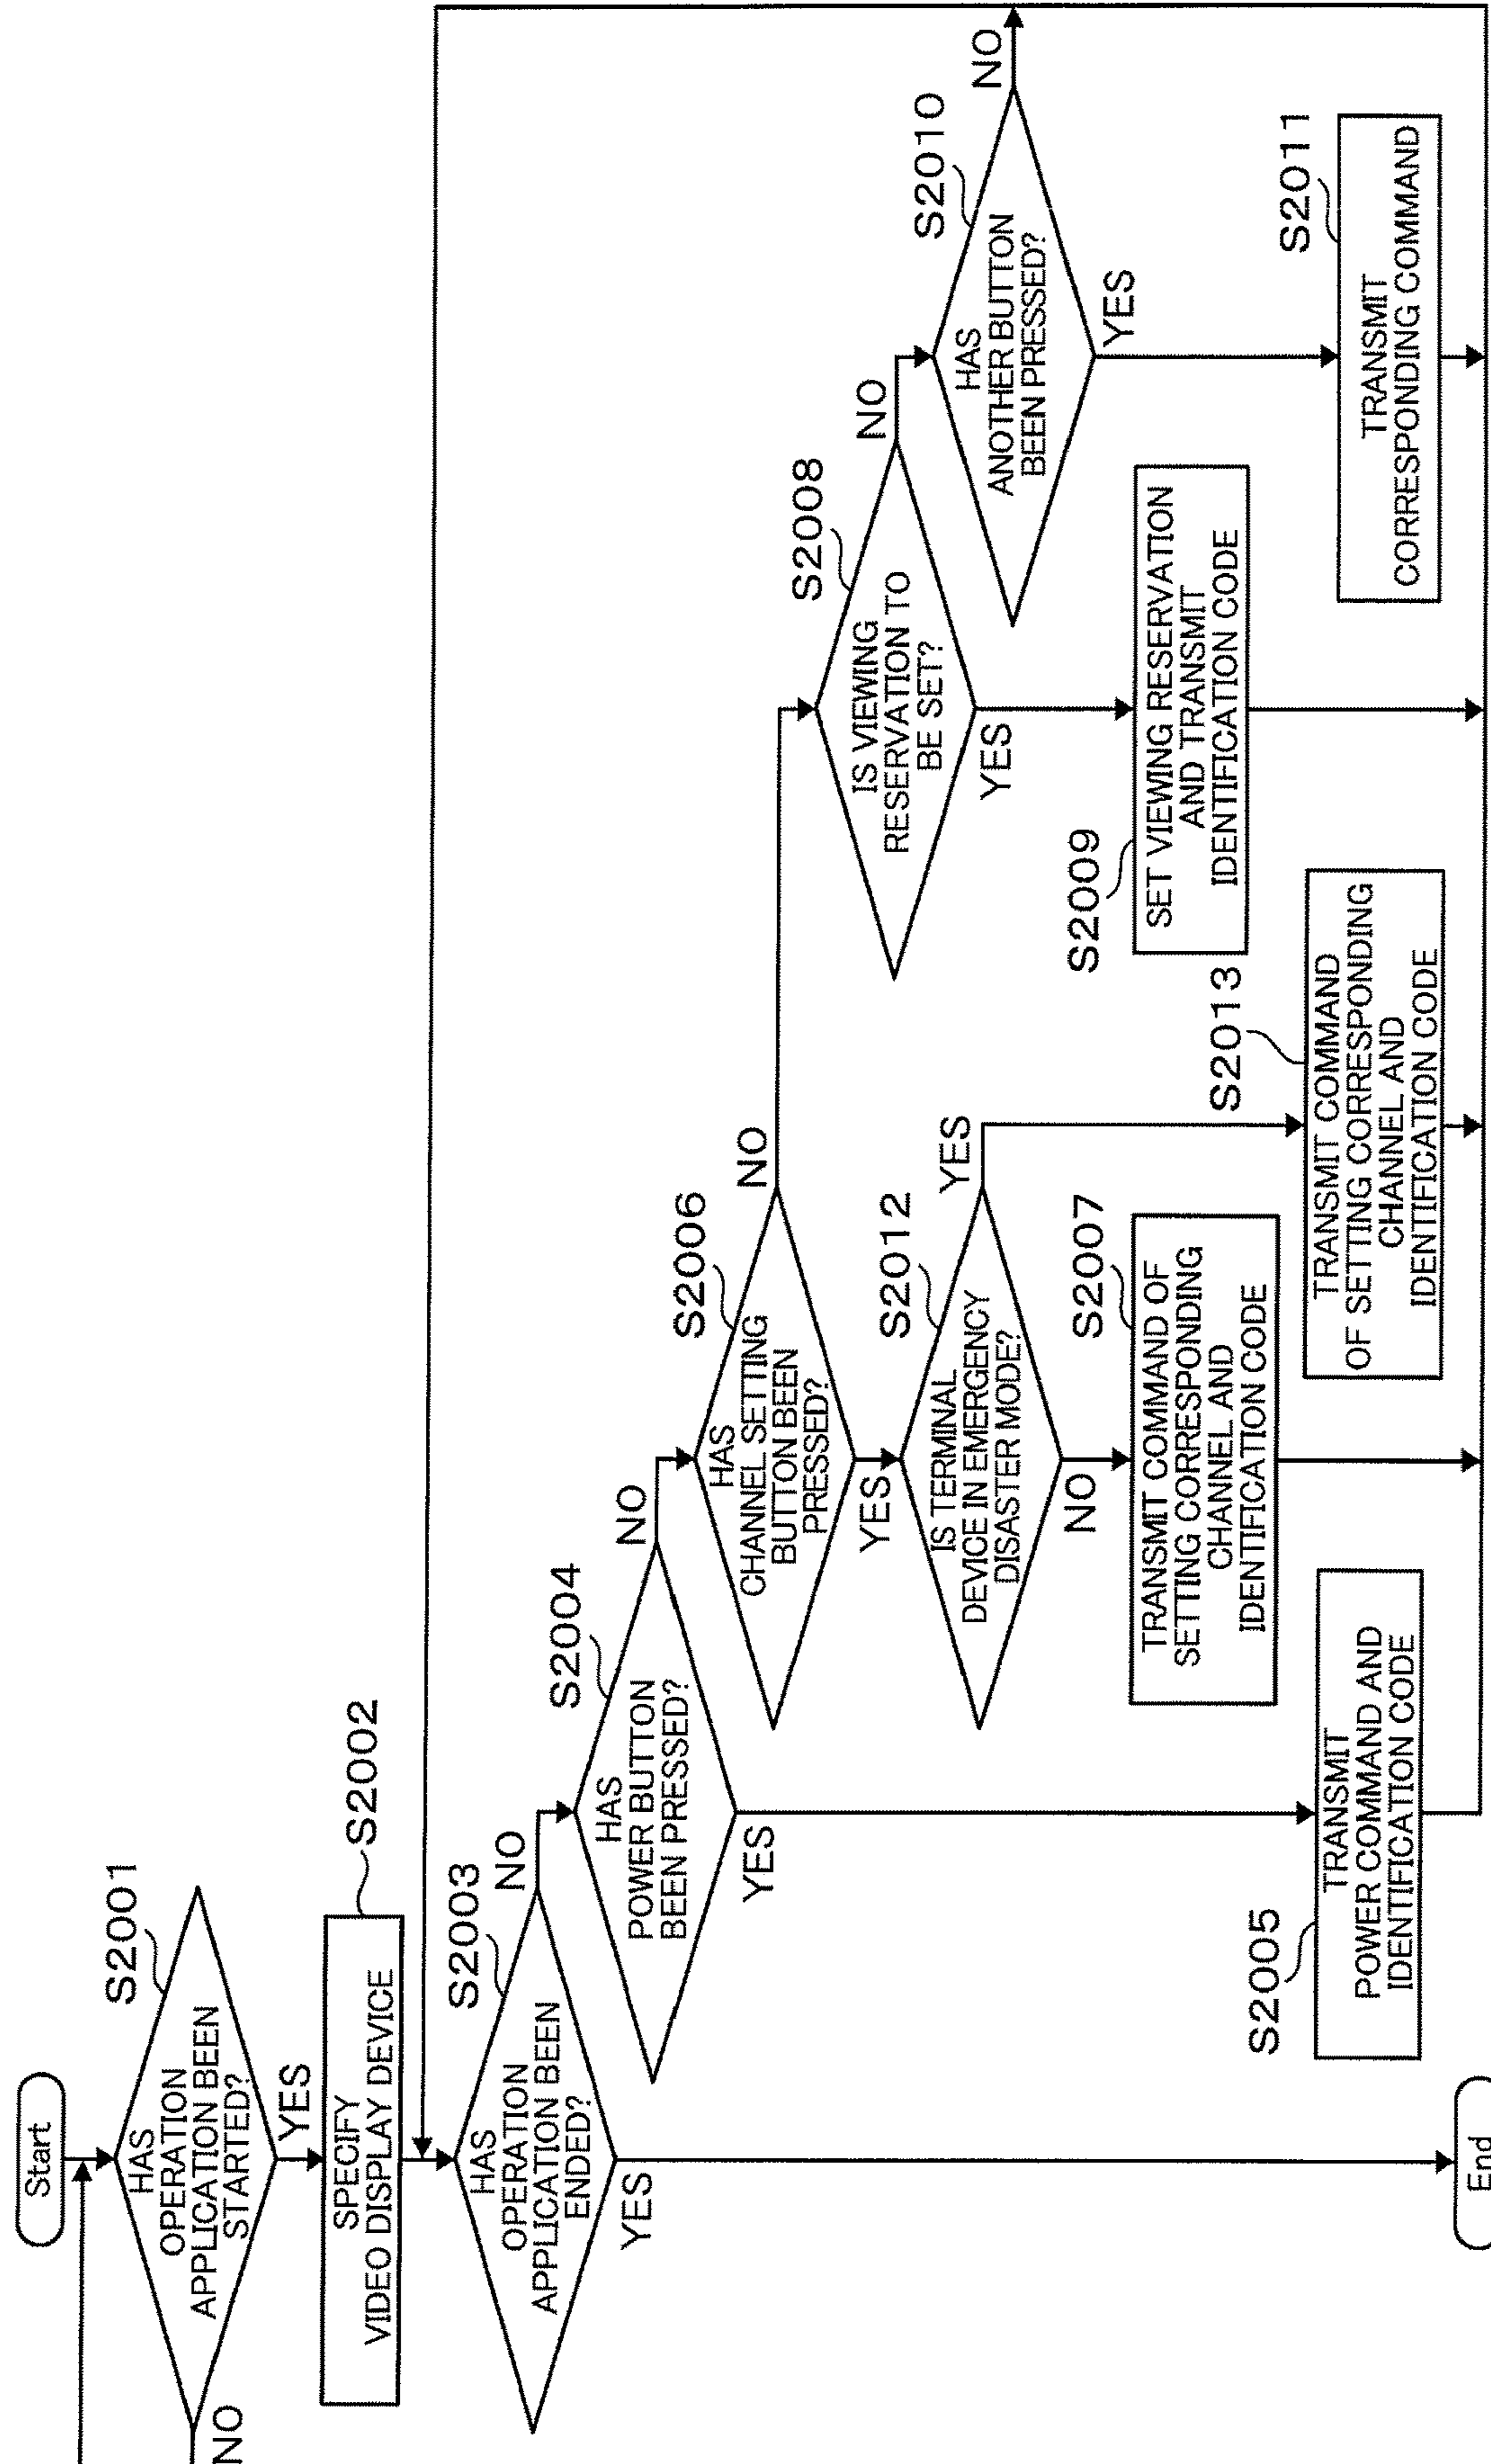 Start
S2001
HAS
OPERATION
APPLICATION BEEN
STARTED?
NO
YES
S2002
SPECIFY
VIDEO DISPLAY DEVICE
S2003
HAS
OPERATION
APPLICATION BEEN
ENDED?
NO
YES
S2004
HAS
POWER BUTTON
BEEN PRESSED?
NO
YES
S2005
TRANSMIT
POWER COMMAND AND
IDENTIFICATION CODE
S2006
HAS
CHANNEL SETTING
BUTTON BEEN
PRESSED?
NO
YES
S2012
IS TERMINAL
DEVICE IN EMERGENCY
DISASTER MODE?
YES
NO
S2007
TRANSMIT COMMAND OF
SETTING CORRESPONDING
CHANNEL AND
IDENTIFICATION CODE
S2013
TRANSMIT COMMAND
OF SETTING CORRESPONDING
CHANNEL AND
IDENTIFICATION CODE
S2008
IS VIEWING
RESERVATION TO
BE SET?
NO
YES
S2009
SET VIEWING RESERVATION
AND TRANSMIT
IDENTIFICATION CODE
S2010
HAS
ANOTHER BUTTON
BEEN PRESSED?
NO
YES
S2011
TRANSMIT
CORRESPONDING COMMAND
End